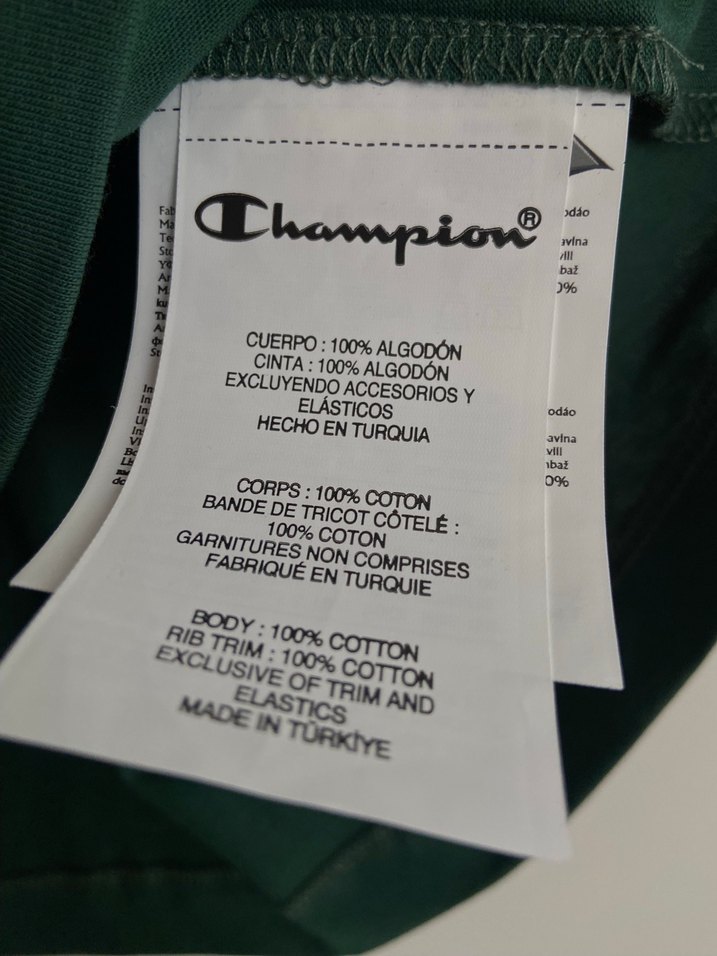 Champion®
CUERPO : 100% ALGODÓN
CINTA : 100% ALGODÓN
EXCLUYENDO ACCESORIOS Y
ELÁSTICOS
HECHO EN TURQUIA
CORPS : 100% COTON
BANDE DE TRICOT CÔTELÉ :
100% COTON
GARNITURES NON COMPRISES
FABRIQUÉ EN TURQUIE
BODY : 100% COTTON
RIB TRIM : 100% COTTON
EXCLUSIVE OF TRIM AND
ELASTICS
MADE IN TÜRKİYE